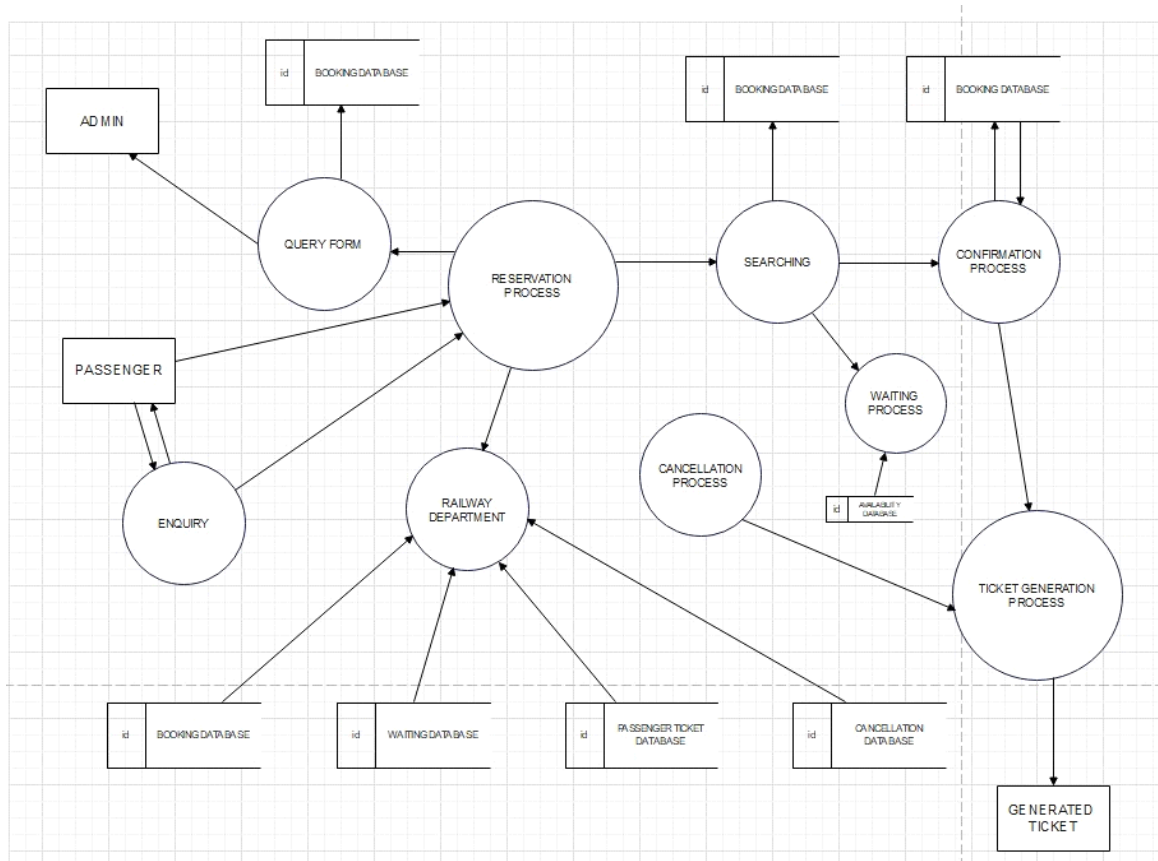 id
BOOKING DATABASE
id
BOOKING DATABASE
id
BOOKING DATABASE
ADMIN
QUERY FORM
RESERVATION
PROCESS
SEARCHING
CONFIRMATION
PROCESS
PASSENGER
WAITING
PROCESS
CANCELLATION
PROCESS
RAILWAY
DEPARTMENT
ENQUIRY
id
AVAILABILITY
DATABASE
TICKET GENERATION
PROCESS
id
BOOKING DATABASE
id
WAITING DATABASE
id
PASSENGER TICKET
DATABASE
id
CANCELLATION
DATABASE
GENERATED
TICKET